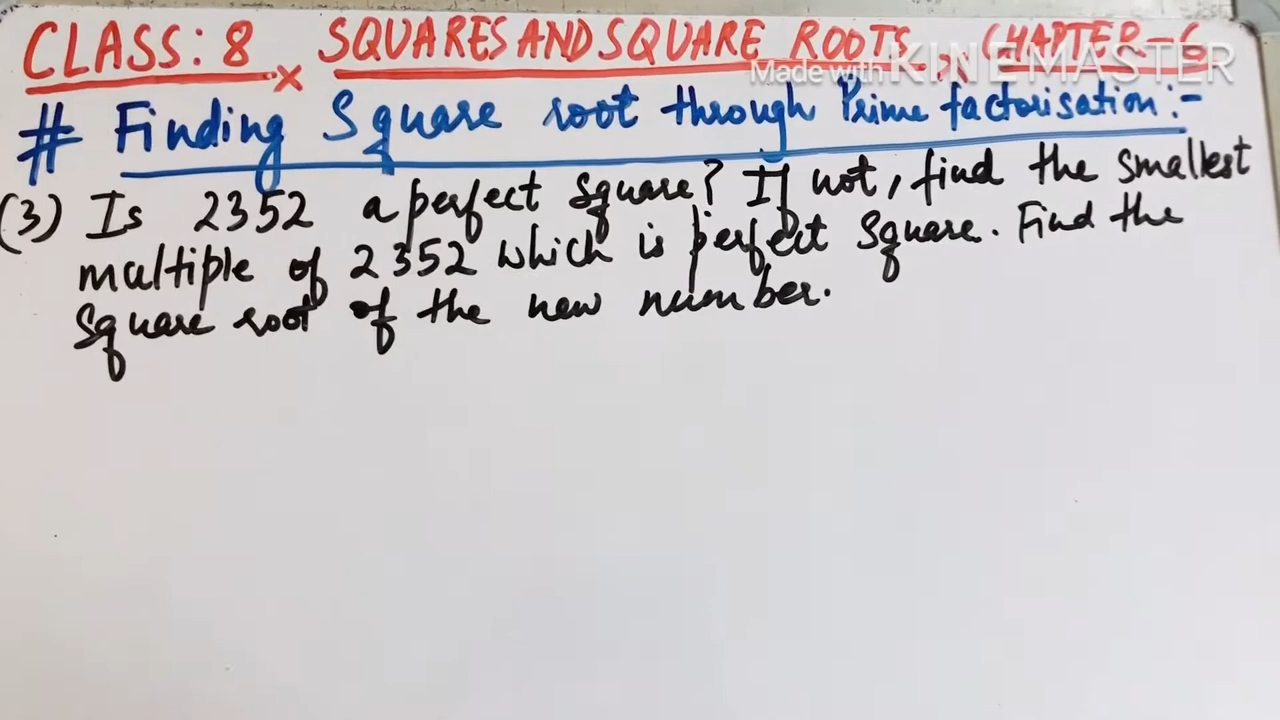 CLASS: 8 SQUARES AND SQUARE ROOTS CHAPTER-6
Made with KINEMASTER
# Finding Square root through Prime factorisation:-
(3) Is 2352 a perfect square? If not, find the smallest
multiple of 2352 which is perfect square. Find the
square root of the new number.